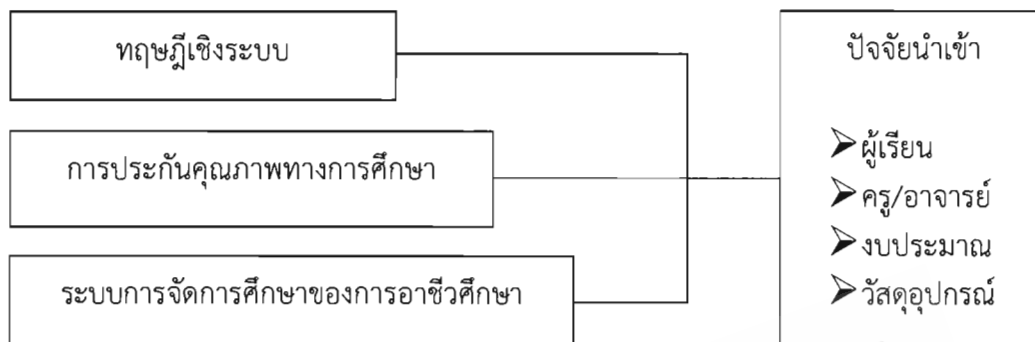 ทฤษฎีเชิงระบบ
การประกันคุณภาพทางการศึกษา
ระบบการจัดการศึกษาของการอาชีวศึกษา
ปัจจัยนำเข้า
ผู้เรียน
ครู/อาจารย์
งบประมาณ
วัสดุอุปกรณ์